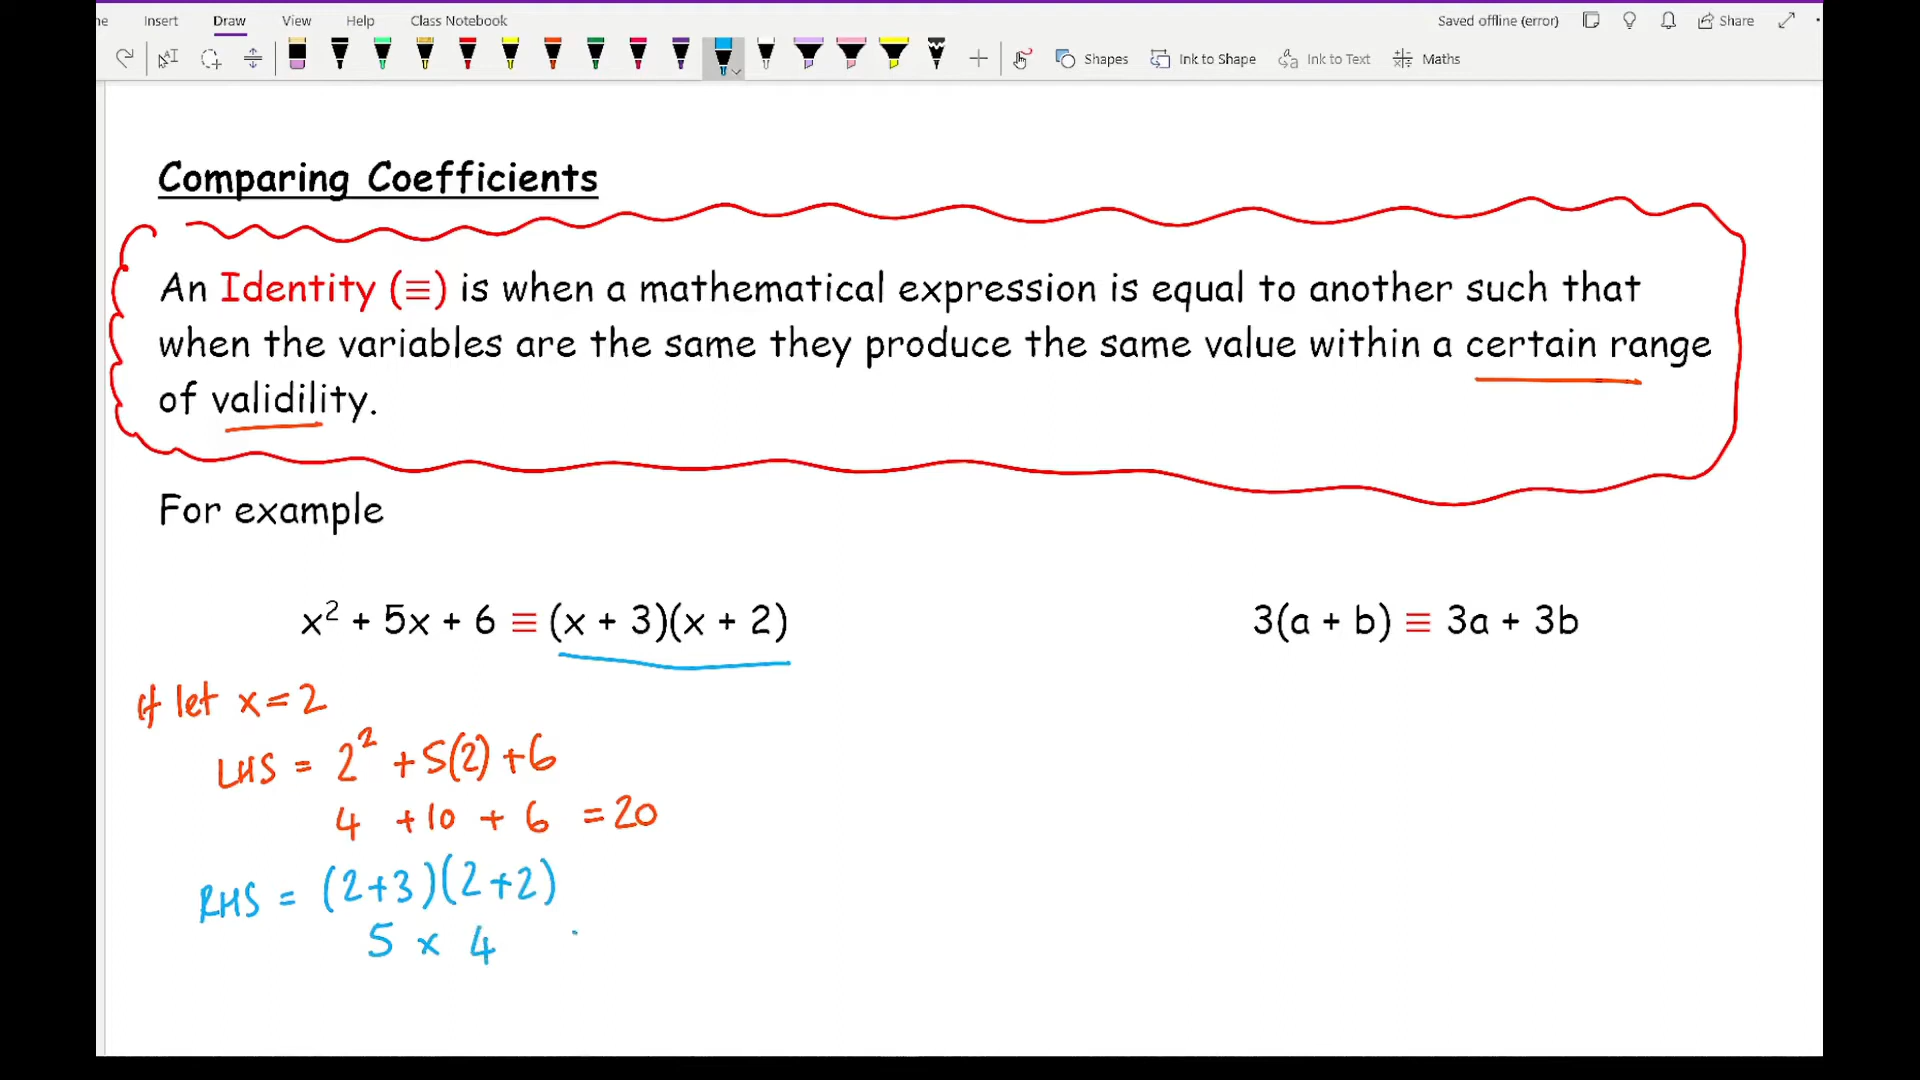 Insert Draw View Help Class Notebook Saved offline (error) Share
Shapes Ink to Shape Ink to Text Maths
Comparing Coefficients
An Identity (≡) is when a mathematical expression is equal to another such that
when the variables are the same they produce the same value within a certain range
of validility.
For example
x² + 5x + 6 ≡ (x + 3)(x + 2) 3(a + b) ≡ 3a + 3b
If let x = 2
LHS = 2² + 5(2) + 6
4 + 10 + 6 = 20
RHS = (2+3)(2+2)
5 x 4